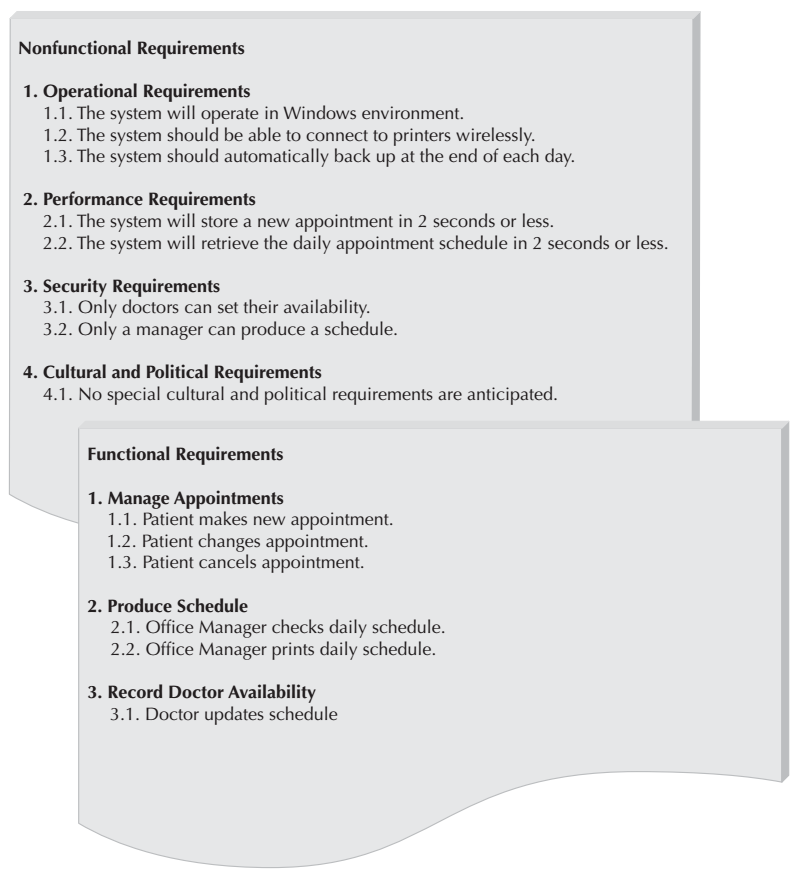 Nonfunctional Requirements
1. Operational Requirements
1.1. The system will operate in Windows environment.
1.2. The system should be able to connect to printers wirelessly.
1.3. The system should automatically back up at the end of each day.
2. Performance Requirements
2.1. The system will store a new appointment in 2 seconds or less.
2.2. The system will retrieve the daily appointment schedule in 2 seconds or less.
3. Security Requirements
3.1. Only doctors can set their availability.
3.2. Only a manager can produce a schedule.
4. Cultural and Political Requirements
4.1. No special cultural and political requirements are anticipated.
Functional Requirements
1. Manage Appointments
1.1. Patient makes new appointment.
1.2. Patient changes appointment.
1.3. Patient cancels appointment.
2. Produce Schedule
2.1. Office Manager checks daily schedule.
2.2. Office Manager prints daily schedule.
3. Record Doctor Availability
3.1. Doctor updates schedule